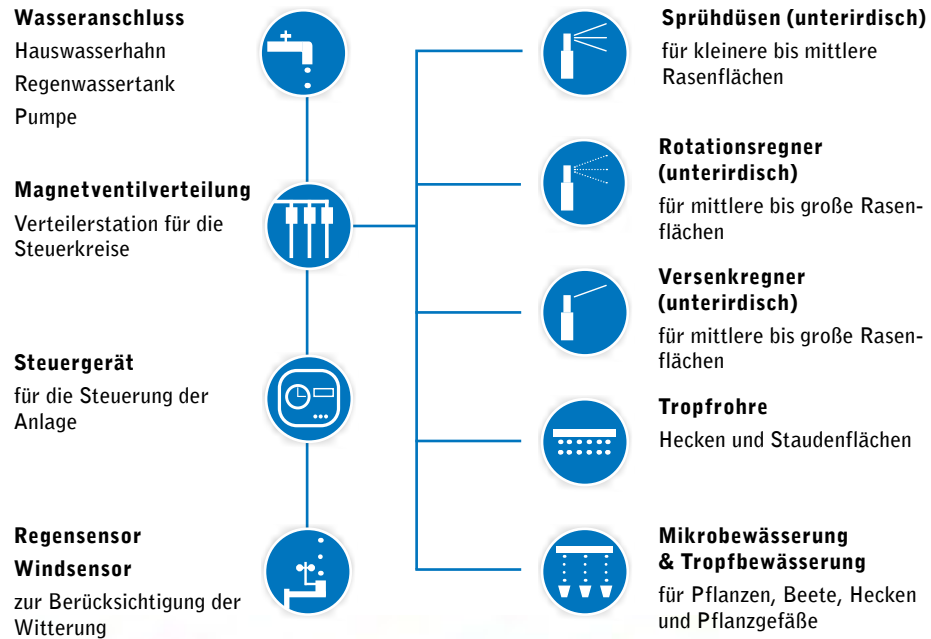 Wasseranschluss
Hauswasserhahn
Regenwassertank
Pumpe
Magnetventilverteilung
Verteilerstation für die
Steuerkreise
Steuergerät
für die Steuerung der
Anlage
Regensensor
Windsensor
zur Berücksichtigung der
Witterung
Sprühdüsen (unterirdisch)
für kleinere bis mittlere
Rasenflächen
Rotationsregner
(unterirdisch)
für mittlere bis große Rasen-
flächen
Versenkregner
(unterirdisch)
für mittlere bis große Rasen-
flächen
Tropfrohre
Hecken und Staudenflächen
Mikrobewässerung
& Tropfbewässerung
für Pflanzen, Beete, Hecken
und Pflanzgefäße